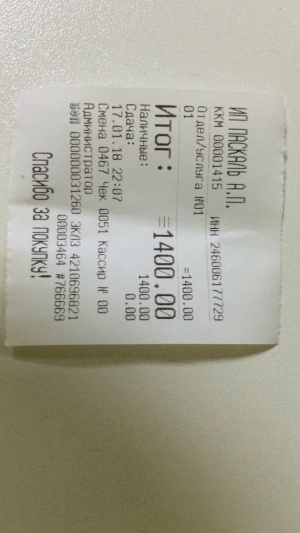 ИП ПАСКАЛЬ А.П.
ККМ 00001415 ИНН 246006177729
Отдел/услуга №01
01 =1400.00
Итог: =1400.00
Наличные: 1400.00
Сдача: 0.00
17.01.18 22:07
Смена 0467 Чек 0051 Кассир № 00
Администратор
00000003126О ЭКЛЗ 4210696821
00003464 #766669
Спасибо за покупку!